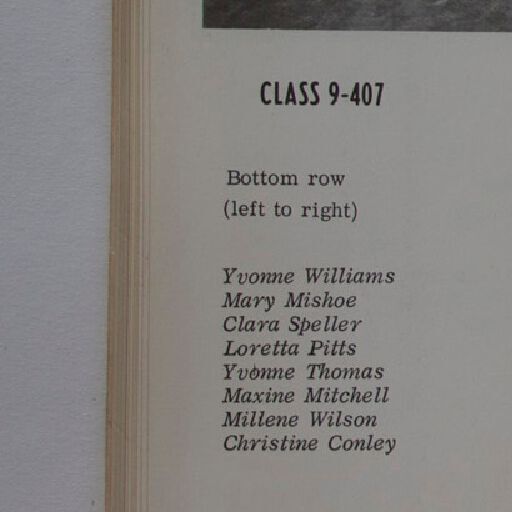 CLASS 9-407
Bottom row
(left to right)
Yvonne Williams
Mary Mishoe
Clara Speller
Loretta Pitts
Yvonne Thomas
Maxine Mitchell
Millene Wilson
Christine Conley